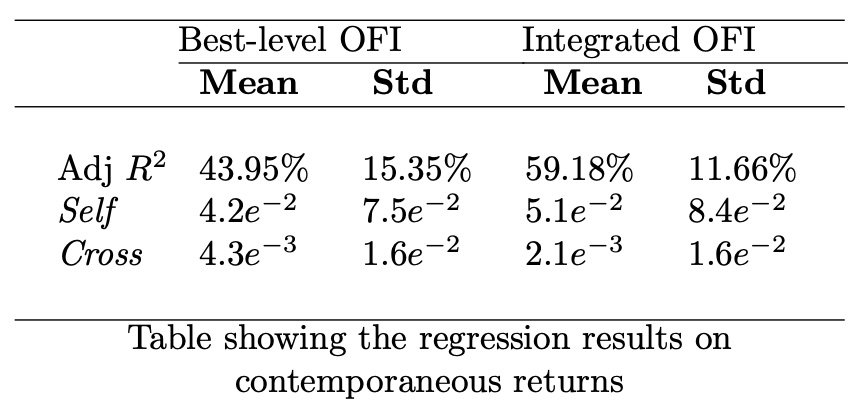 Best-level OFI Integrated OFI
Mean Std Mean Std
Adj R² 43.95% 15.35% 59.18% 11.66%
Self 4.2e⁻² 7.5e⁻² 5.1e⁻² 8.4e⁻²
Cross 4.3e⁻³ 1.6e⁻² 2.1e⁻³ 1.6e⁻²
Table showing the regression results on
contemporaneous returns